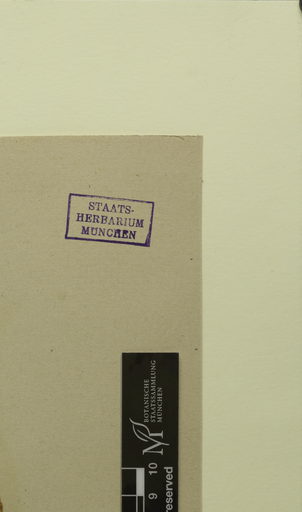 STAATS-
HERBARIUM
MÜNCHEN
BOTANISCHE
STAATSSAMMLUNG
MÜNCHEN
9 10
reserved